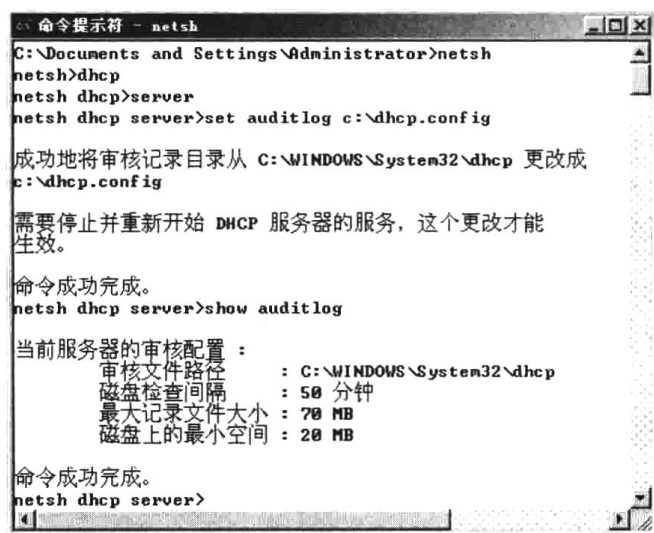 命令提示符 - netsh
C:\Documents and Settings\Administrator>netsh
netsh>dhcp
netsh dhcp>server
netsh dhcp server>set auditlog c:\dhcp.config
成功地将审核记录目录从 C:\WINDOWS\System32\dhcp 更改成
c:\dhcp.config
需要停止并重新开始 DHCP 服务器的服务，这个更改才能
生效。
命令成功完成。
netsh dhcp server>show auditlog
当前服务器的审核配置 :
审核文件路径 : C:\WINDOWS\System32\dhcp
磁盘检查间隔 : 50 分钟
最大记录文件大小 : 70 MB
磁盘上的最小空间 : 20 MB
命令成功完成。
netsh dhcp server>